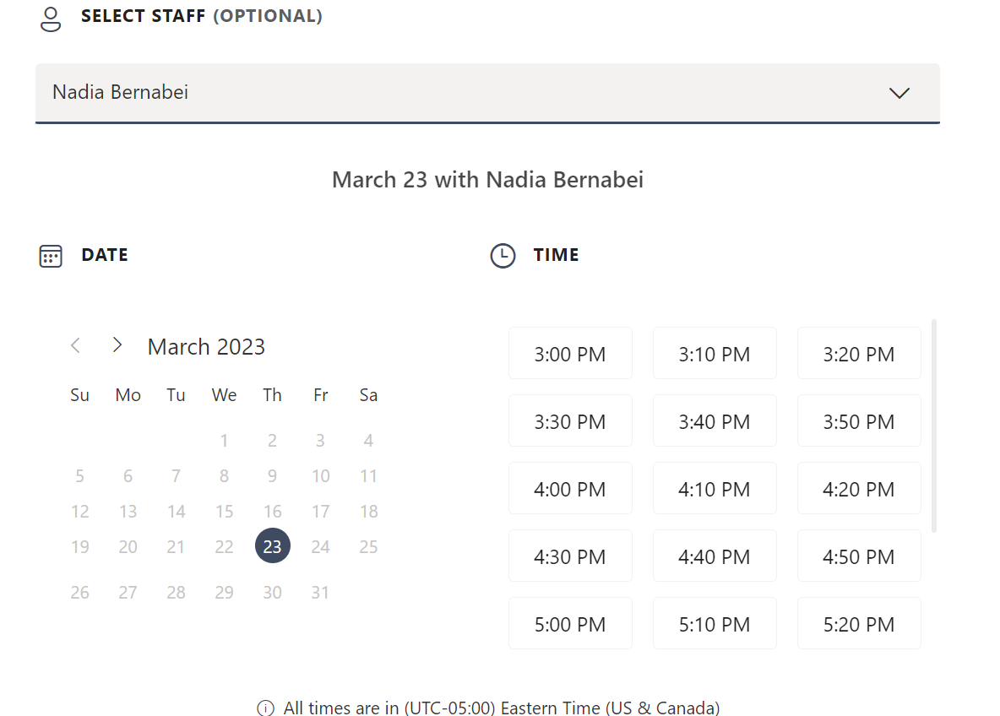 SELECT STAFF (OPTIONAL)
Nadia Bernabei
March 23 with Nadia Bernabei
DATE
March 2023
Su Mo Tu We Th Fr Sa
1 2 3 4
5 6 7 8 9 10 11
12 13 14 15 16 17 18
19 20 21 22 23 24 25
26 27 28 29 30 31
TIME
3:00 PM 3:10 PM 3:20 PM
3:30 PM 3:40 PM 3:50 PM
4:00 PM 4:10 PM 4:20 PM
4:30 PM 4:40 PM 4:50 PM
5:00 PM 5:10 PM 5:20 PM
All times are in (UTC-05:00) Eastern Time (US & Canada)